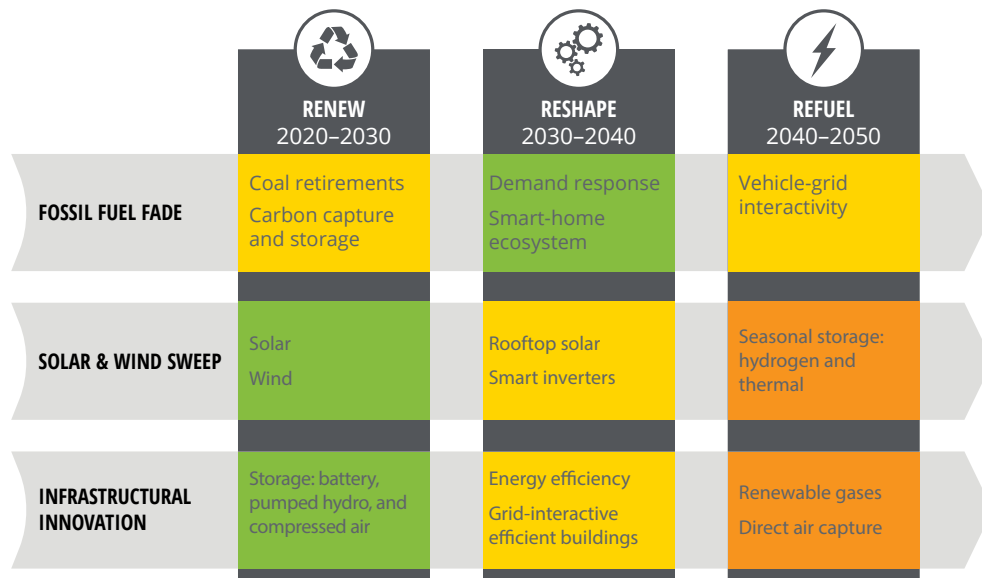 RENEW
2020–2030
RESHAPE
2030–2040
REFUEL
2040–2050
FOSSIL FUEL FADE
Coal retirements
Carbon capture
and storage
Demand response
Smart-home
ecosystem
Vehicle-grid
interactivity
SOLAR & WIND SWEEP
Solar
Wind
Rooftop solar
Smart inverters
Seasonal storage:
hydrogen and
thermal
INFRASTRUCTURAL
INNOVATION
Storage: battery,
pumped hydro, and
compressed air
Energy efficiency
Grid-interactive
efficient buildings
Renewable gases
Direct air capture